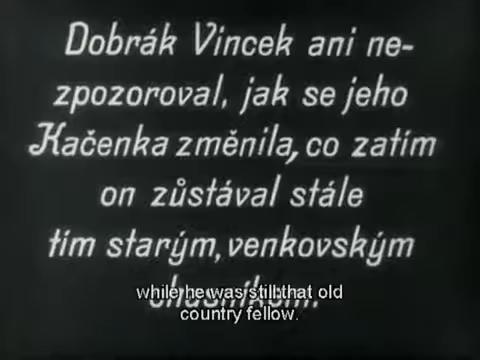 Dobrák Vincek ani ne-
zpozoroval, jak se jeho
Kačenka změnila, co zatím
on zůstával stále
tím starým, venkovským
while he was still that old
country fellow.